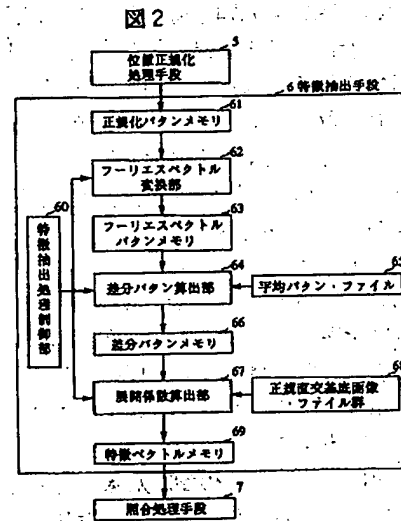 図2
5
位置正規化
処理手段
6特徴抽出手段
61
正規化パタンメモリ
62
フーリエスペクトル
変換部
60
特徴抽出処理制御部
63
フーリエスペクトル
パタンメモリ
64
差分パタン算出部
65
平均パタン・ファイル
66
差分パタンメモリ
67
展開係数算出部
68
正規直交基底画像
・ファイル群
69
特徴ベクトルメモリ
7
照合処理手段